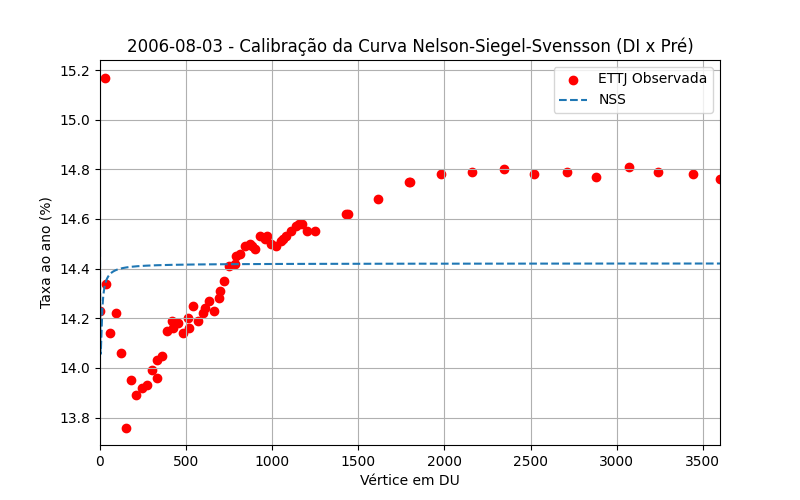 2006-08-03 - Calibração da Curva Nelson-Siegel-Svensson (DI x Pré)
ETTJ Observada
NSS
Taxa ao ano (%)
15.2
15.0
14.8
14.6
14.4
14.2
14.0
13.8
0 500 1000 1500 2000 2500 3000 3500
Vértice em DU